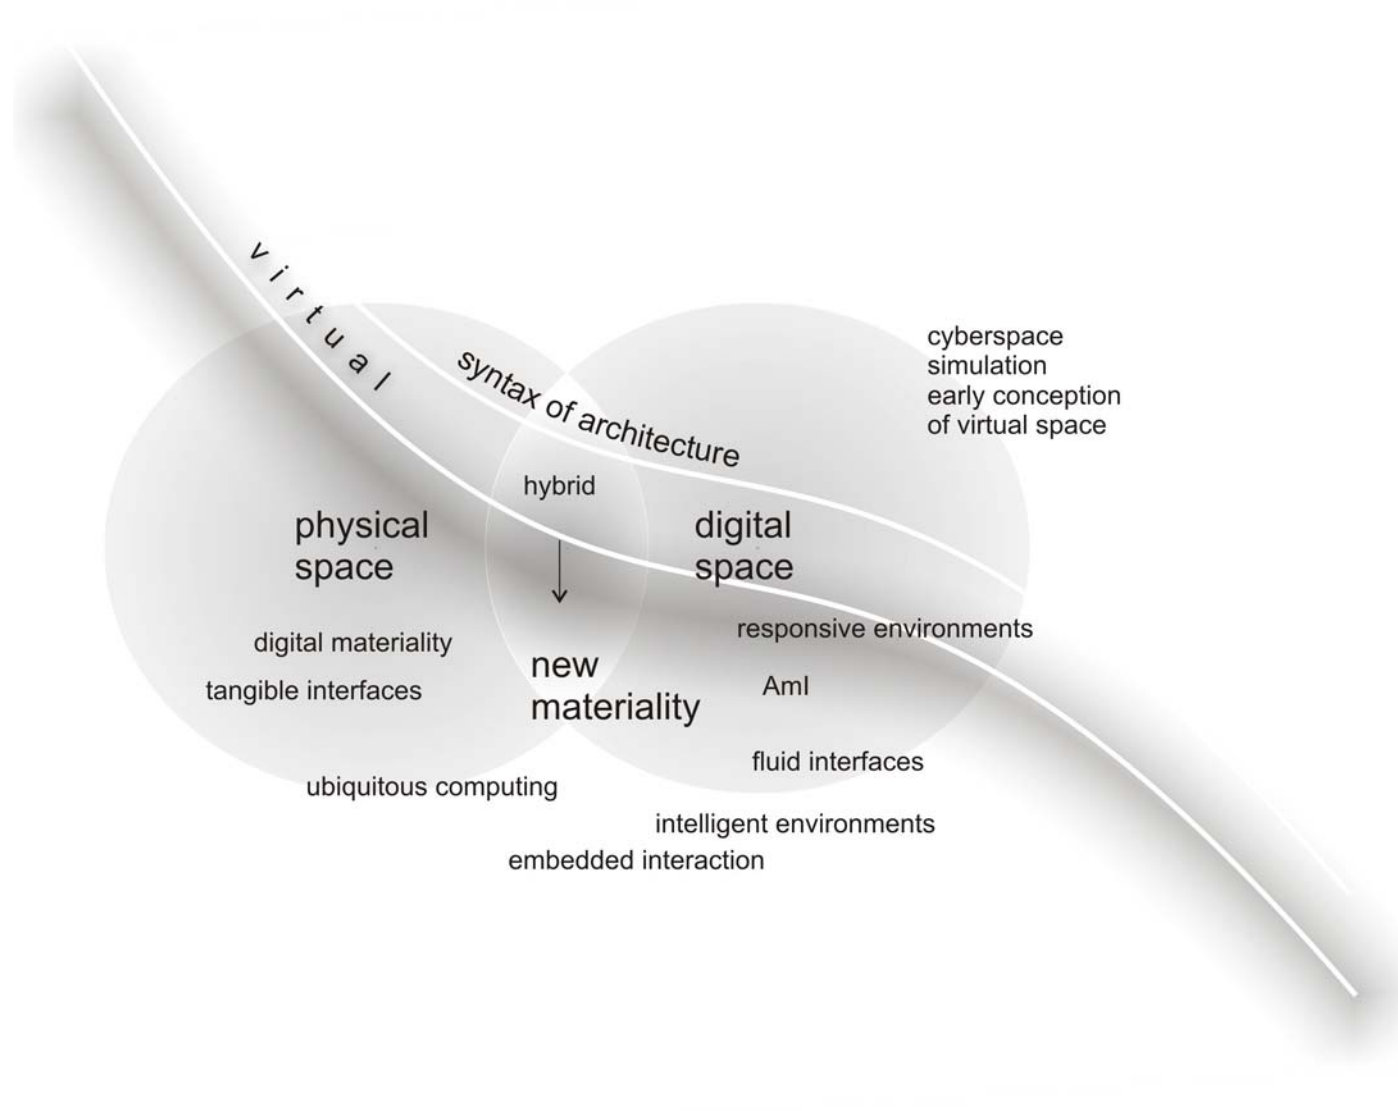 virtual
syntax of architecture
cyberspace
simulation
early conception
of virtual space
hybrid
physical
space
digital
space
digital materiality
tangible interfaces
new
materiality
responsive environments
AmI
fluid interfaces
ubiquitous computing
intelligent environments
embedded interaction